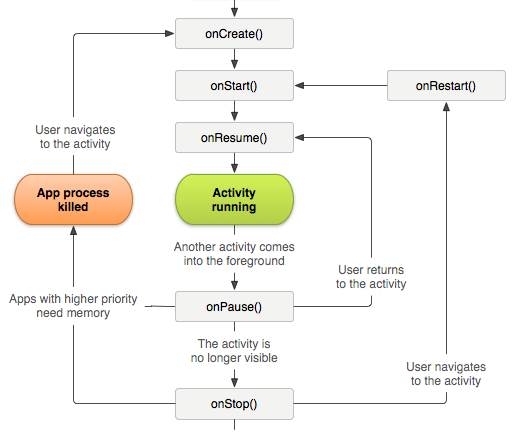 onCreate()
onStart()
onRestart()
User navigates
to the activity
onResume()
App process
killed
Activity
running
Another activity comes
into the foreground
User returns
to the activity
Apps with higher priority
need memory
onPause()
The activity is
no longer visible
User navigates
to the activity
onStop()